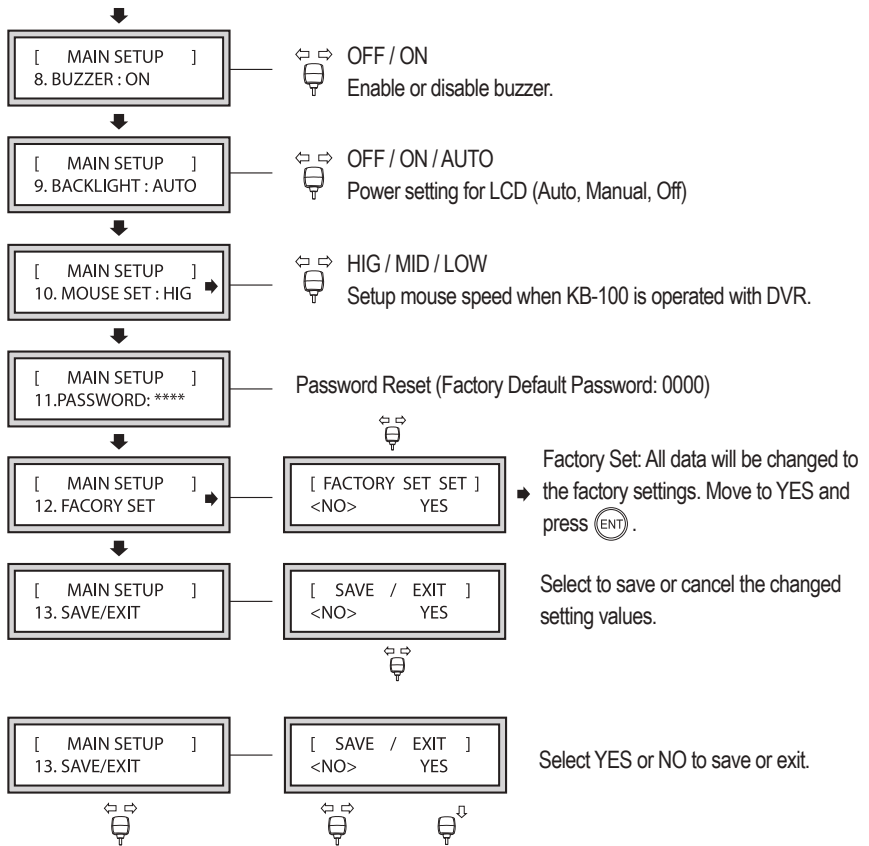 [ MAIN SETUP ]
8. BUZZER : ON
OFF / ON
Enable or disable buzzer.
[ MAIN SETUP ]
9. BACKLIGHT : AUTO
OFF / ON / AUTO
Power setting for LCD (Auto, Manual, Off)
[ MAIN SETUP ]
10. MOUSE SET : HIG
HIG / MID / LOW
Setup mouse speed when KB-100 is operated with DVR.
[ MAIN SETUP ]
11.PASSWORD: ****
Password Reset (Factory Default Password: 0000)
[ MAIN SETUP ]
12. FACORY SET
[ FACTORY SET SET ]
<NO> YES
Factory Set: All data will be changed to
the factory settings. Move to YES and
press ENT .
[ MAIN SETUP ]
13. SAVE/EXIT
[ SAVE / EXIT ]
<NO> YES
Select to save or cancel the changed
setting values.
[ MAIN SETUP ]
13. SAVE/EXIT
[ SAVE / EXIT ]
<NO> YES
Select YES or NO to save or exit.